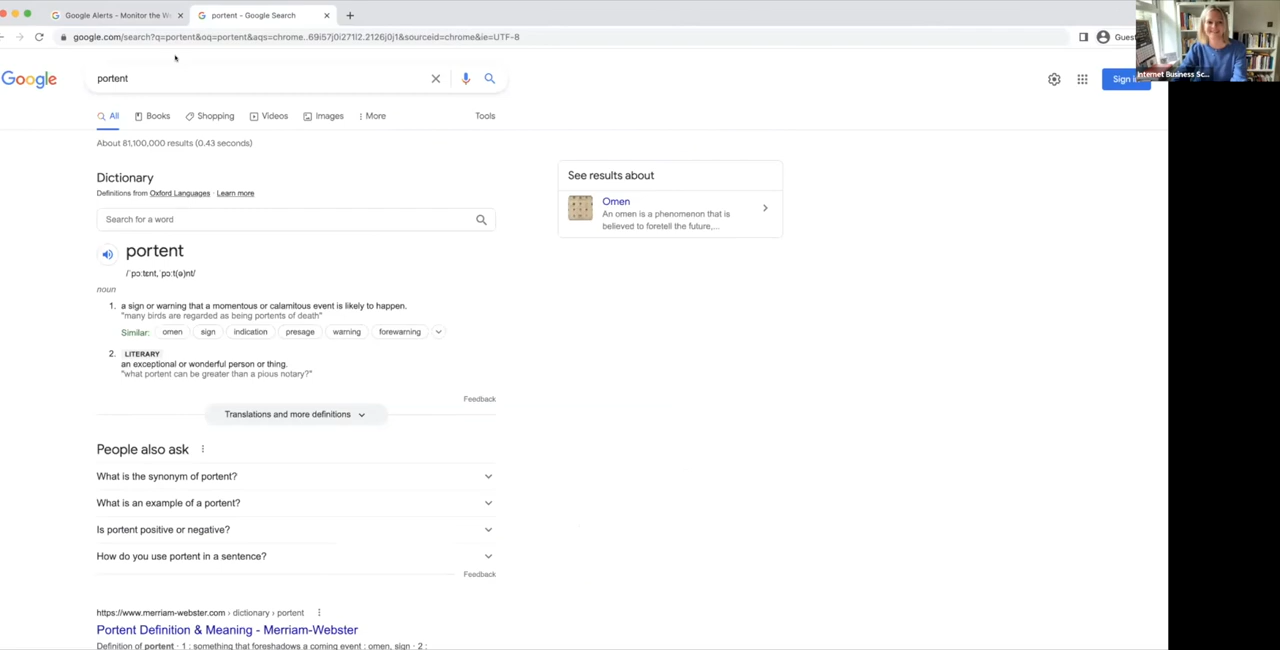 Google Alerts - Monitor the W
portent - Google Search
google.com/search?q=portent&oq=portent&aqs=chrome..69i57j0i271l2.2126j0j1&sourceid=chrome&ie=UTF-8
Guest
Internet Business Sc...
Google
portent
Sign i
All
Books
Shopping
Videos
Images
More
Tools
About 81,100,000 results (0.43 seconds)
Dictionary
Definitions from Oxford Languages · Learn more
Search for a word
portent
/ˈpɔːtɛnt,ˈpɔːt(ə)nt/
noun
1. a sign or warning that a momentous or calamitous event is likely to happen.
"many birds are regarded as being portents of death"
Similar: omen sign indication presage warning forewarning
2. LITERARY
an exceptional or wonderful person or thing.
"what portent can be greater than a pious notary?"
Feedback
Translations and more definitions
See results about
Omen
An omen is a phenomenon that is
believed to foretell the future,...
People also ask
What is the synonym of portent?
What is an example of a portent?
Is portent positive or negative?
How do you use portent in a sentence?
Feedback
https://www.merriam-webster.com › dictionary › portent
Portent Definition & Meaning - Merriam-Webster
Definition of portent · 1 : something that foreshadows a coming event : omen, sign · 2 :